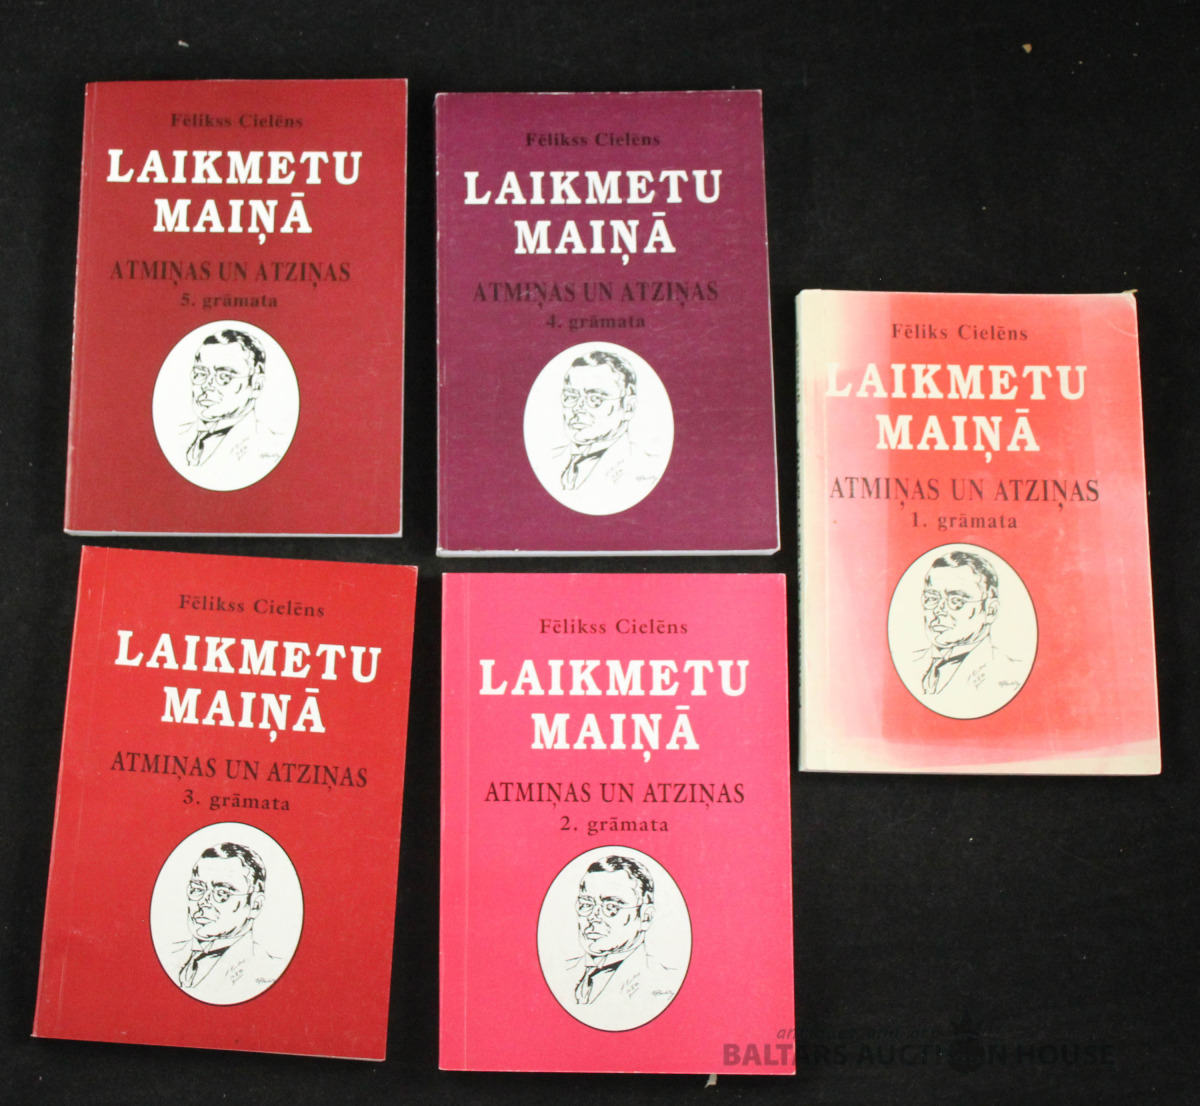 Fēlikss Cielēns
LAIKMETU
MAIŅĀ
ATMIŅAS UN ATZIŅAS
5. grāmata
Fēlikss Cielēns
LAIKMETU
MAIŅĀ
ATMIŅAS UN ATZIŅAS
4. grāmata
Fēliks Cielēns
LAIKMETU
MAIŅĀ
ATMIŅAS UN ATZIŅAS
1. grāmata
Fēlikss Cielēns
LAIKMETU
MAIŅĀ
ATMIŅAS UN ATZIŅAS
3. grāmata
Fēlikss Cielēns
LAIKMETU
MAIŅĀ
ATMIŅAS UN ATZIŅAS
2. grāmata
BALTARS AUCTION HOUSE